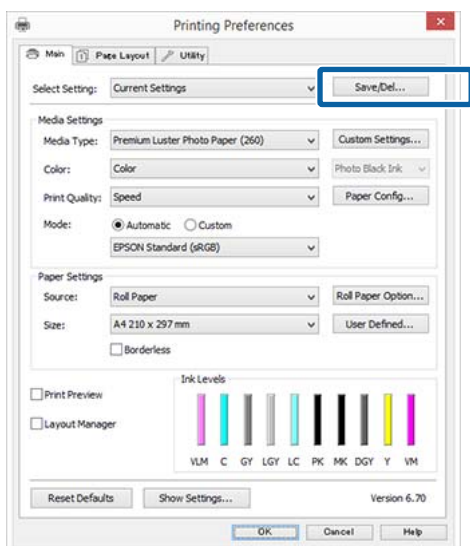 Printing Preferences
Main Page Layout Utility
Select Setting: Current Settings Save/Del...
Media Settings
Media Type: Premium Luster Photo Paper (260) Custom Settings...
Color: Color Photo Black Ink
Print Quality: Speed Paper Config...
Mode: Automatic Custom
EPSON Standard (sRGB)
Paper Settings
Source: Roll Paper Roll Paper Option...
Size: A4 210 x 297 mm User Defined...
Borderless
Print Preview
Layout Manager
Ink Levels
VLM C GY LGY LC PK MK DGY Y VM
Reset Defaults Show Settings... Version 6.70
OK Cancel Help